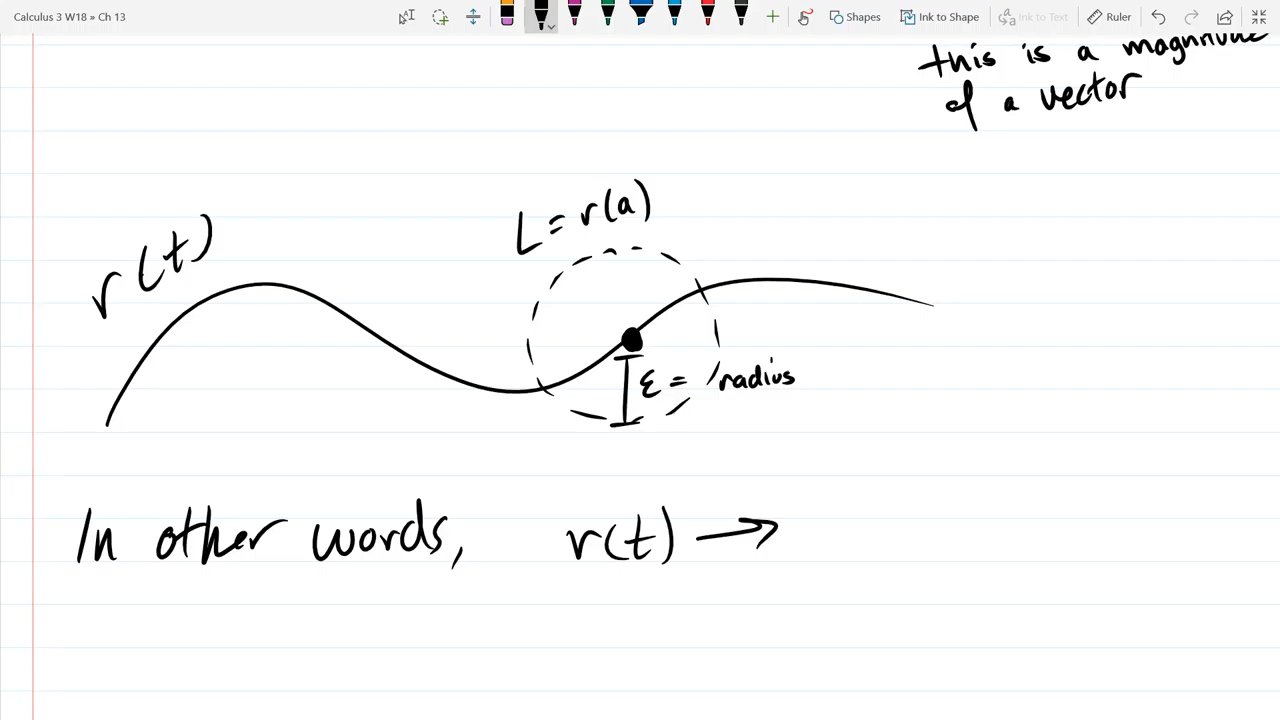 Calculus 3 W18 » Ch 13
Shapes Ink to Shape Ink to Text Ruler
this is a magnitude
of a vector
L = r(a)
r(t)
ε = radius
In other words, r(t) →